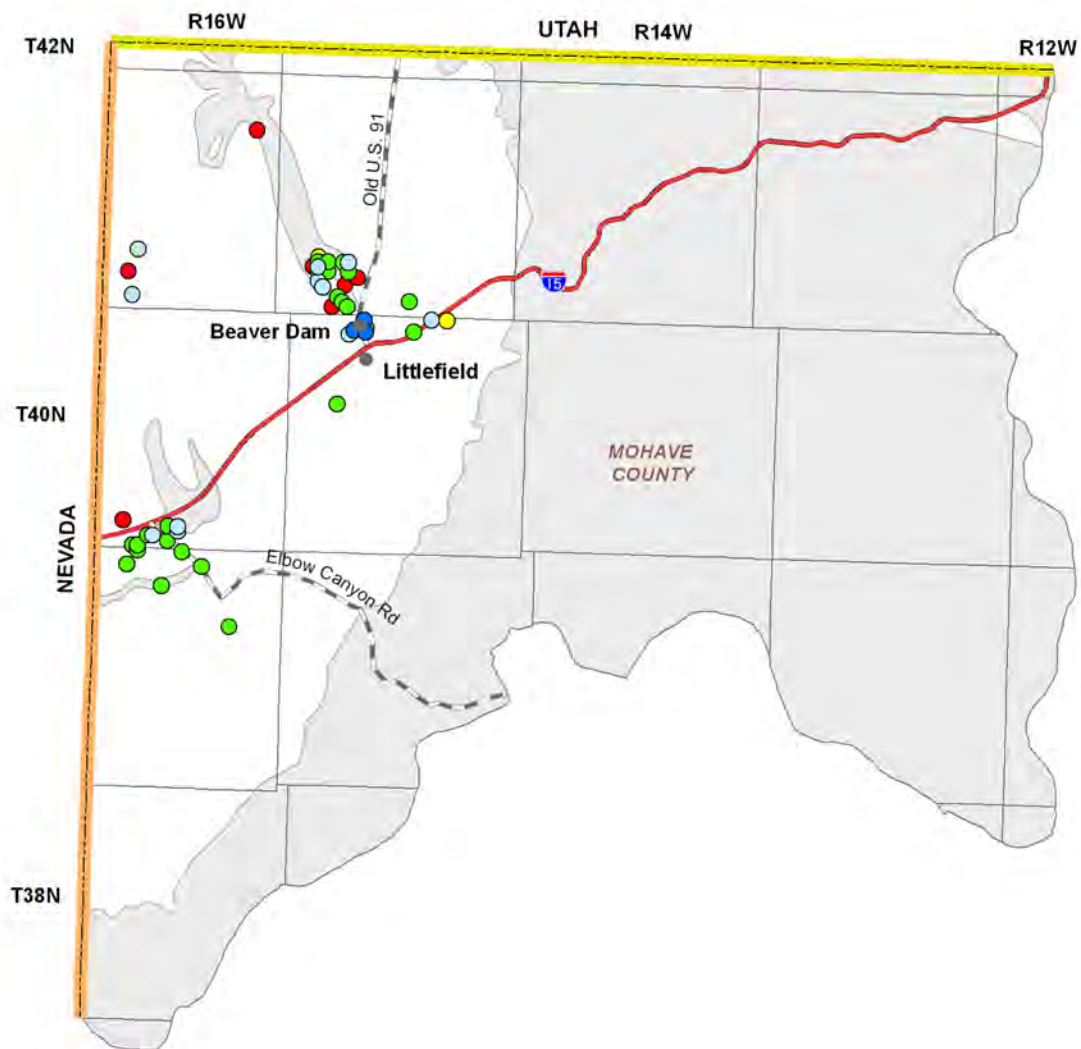 R16W
UTAH R14W
T42N
R12W
Old U.S. 91
15
Beaver Dam
Littlefield
T40N
MOHAVE
COUNTY
NEVADA
Elbow Canyon Rd
T38N